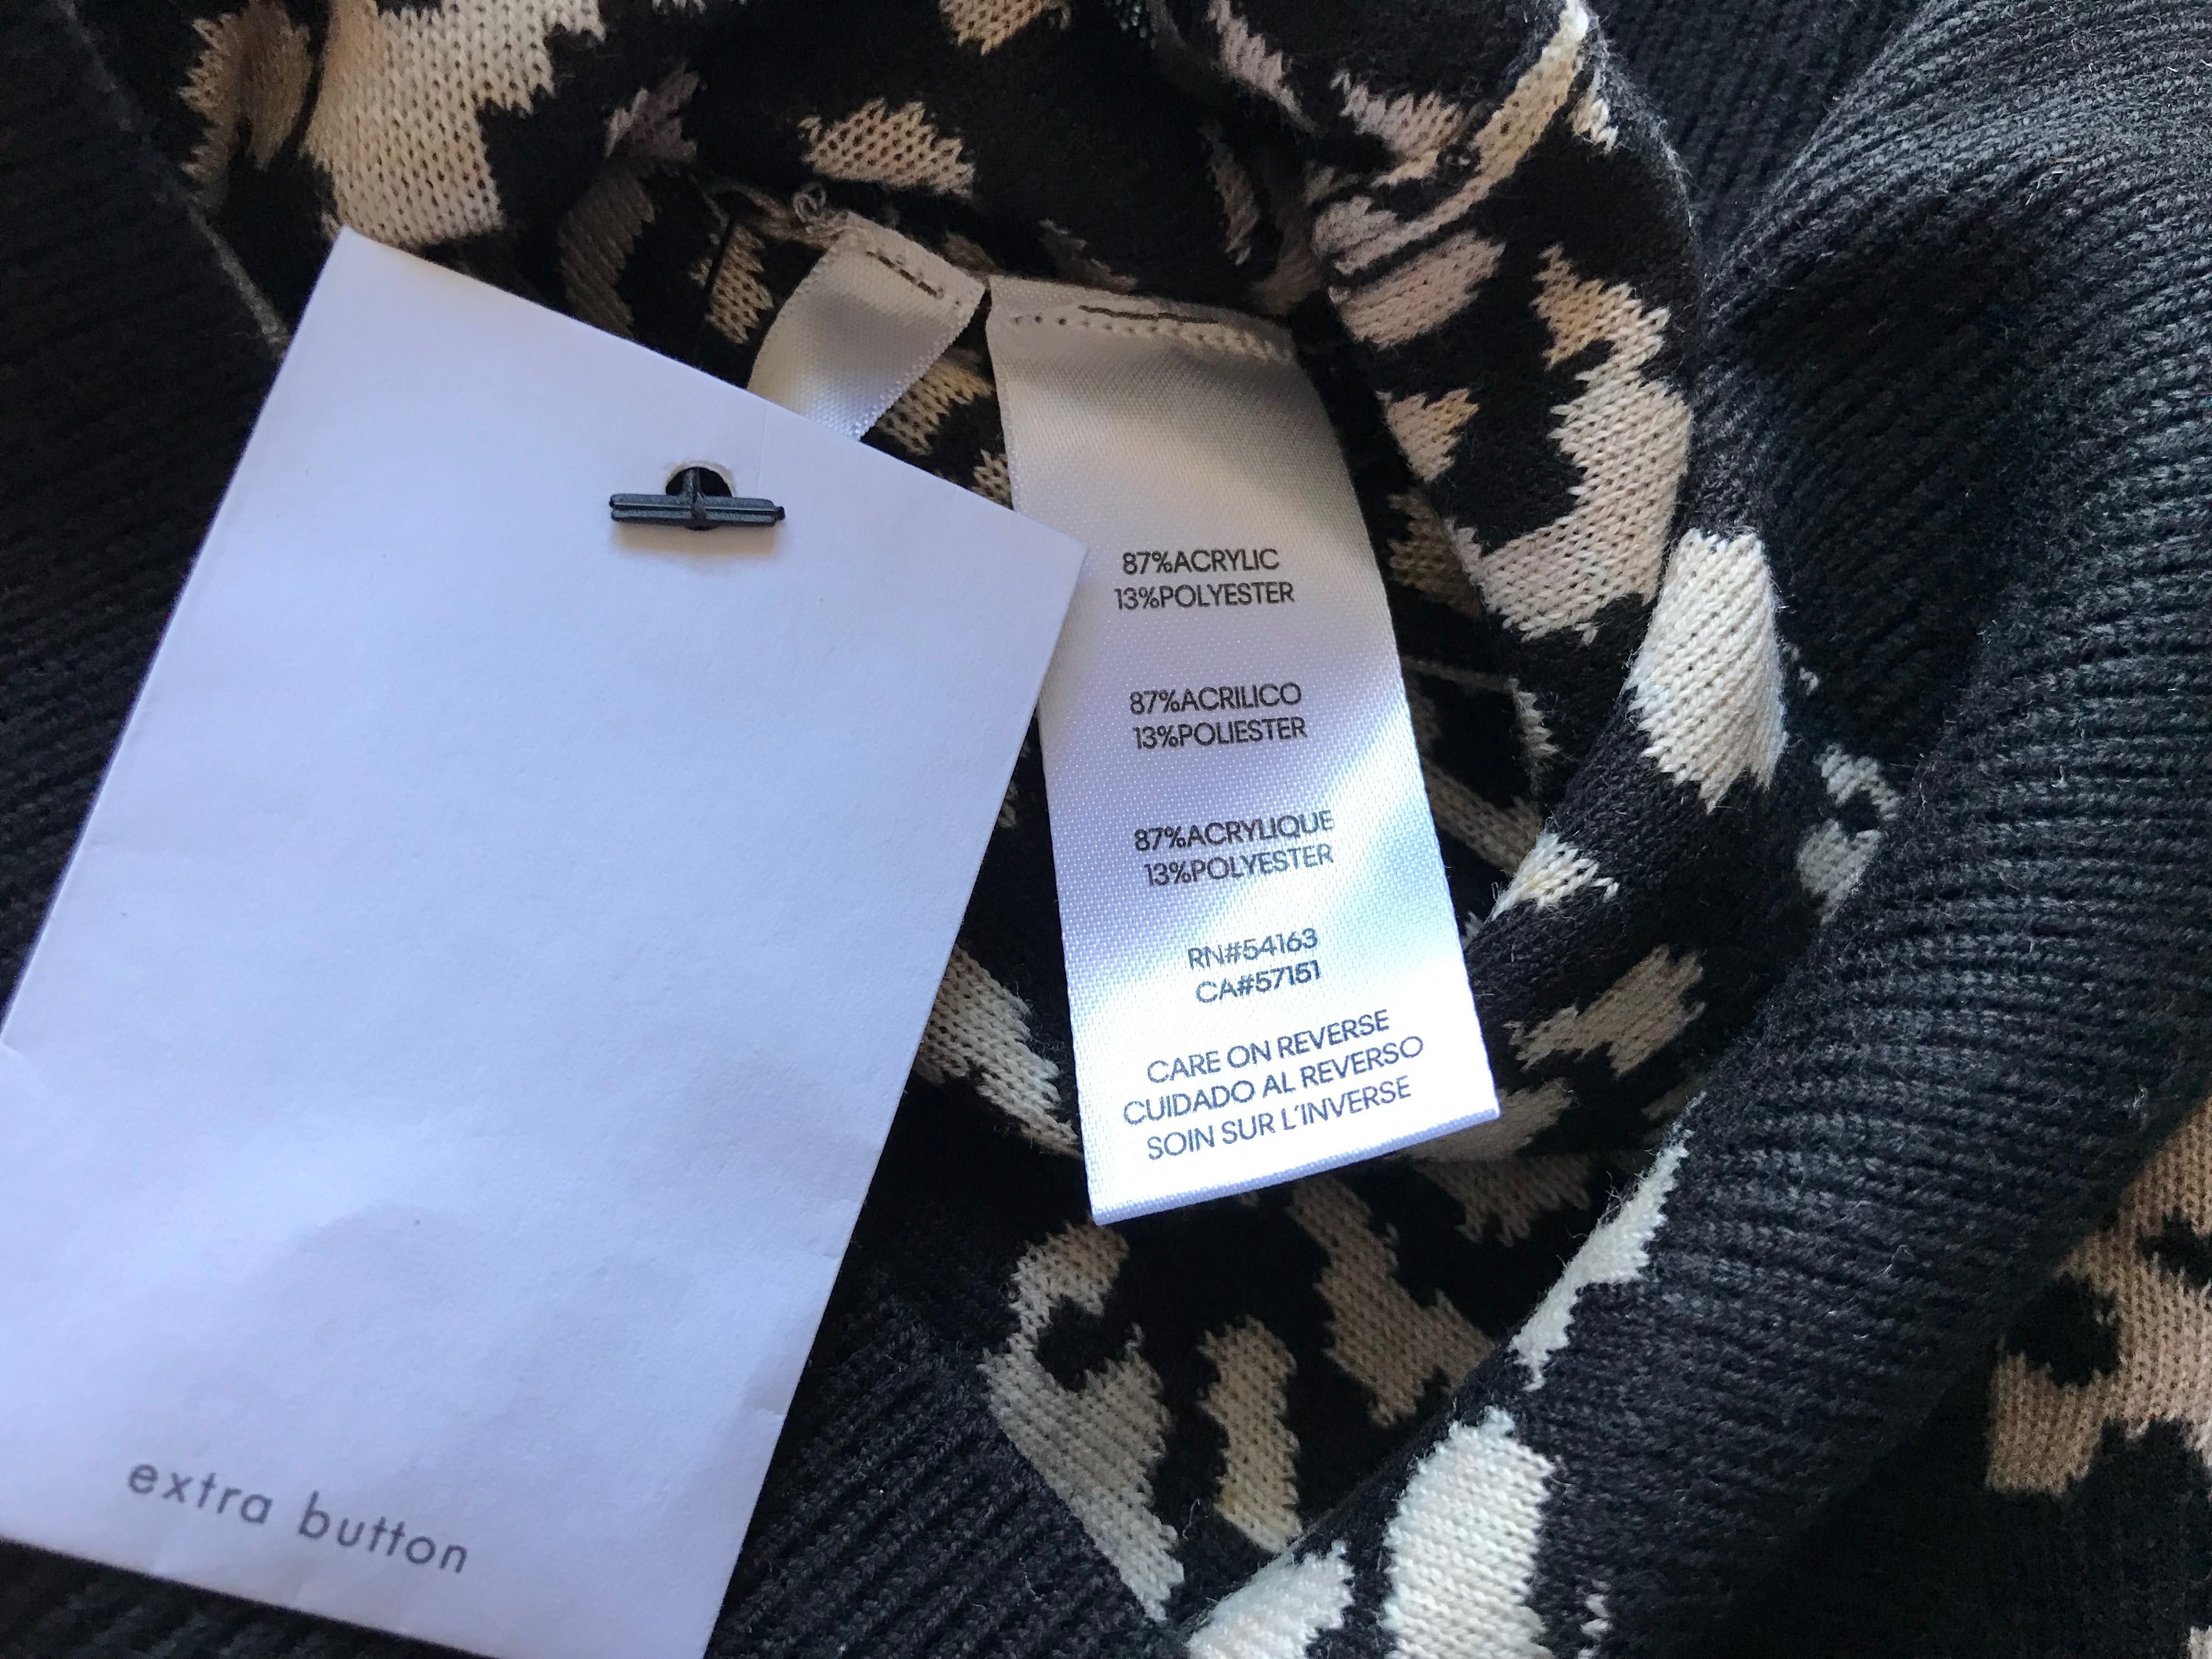 87%ACRYLIC
13%POLYESTER
87%ACRILICO
13%POLIESTER
87%ACRYLIQUE
13%POLYESTER
RN#54163
CA#57151
CARE ON REVERSE
CUIDADO AL REVERSO
SOIN SUR L'INVERSE
extra button